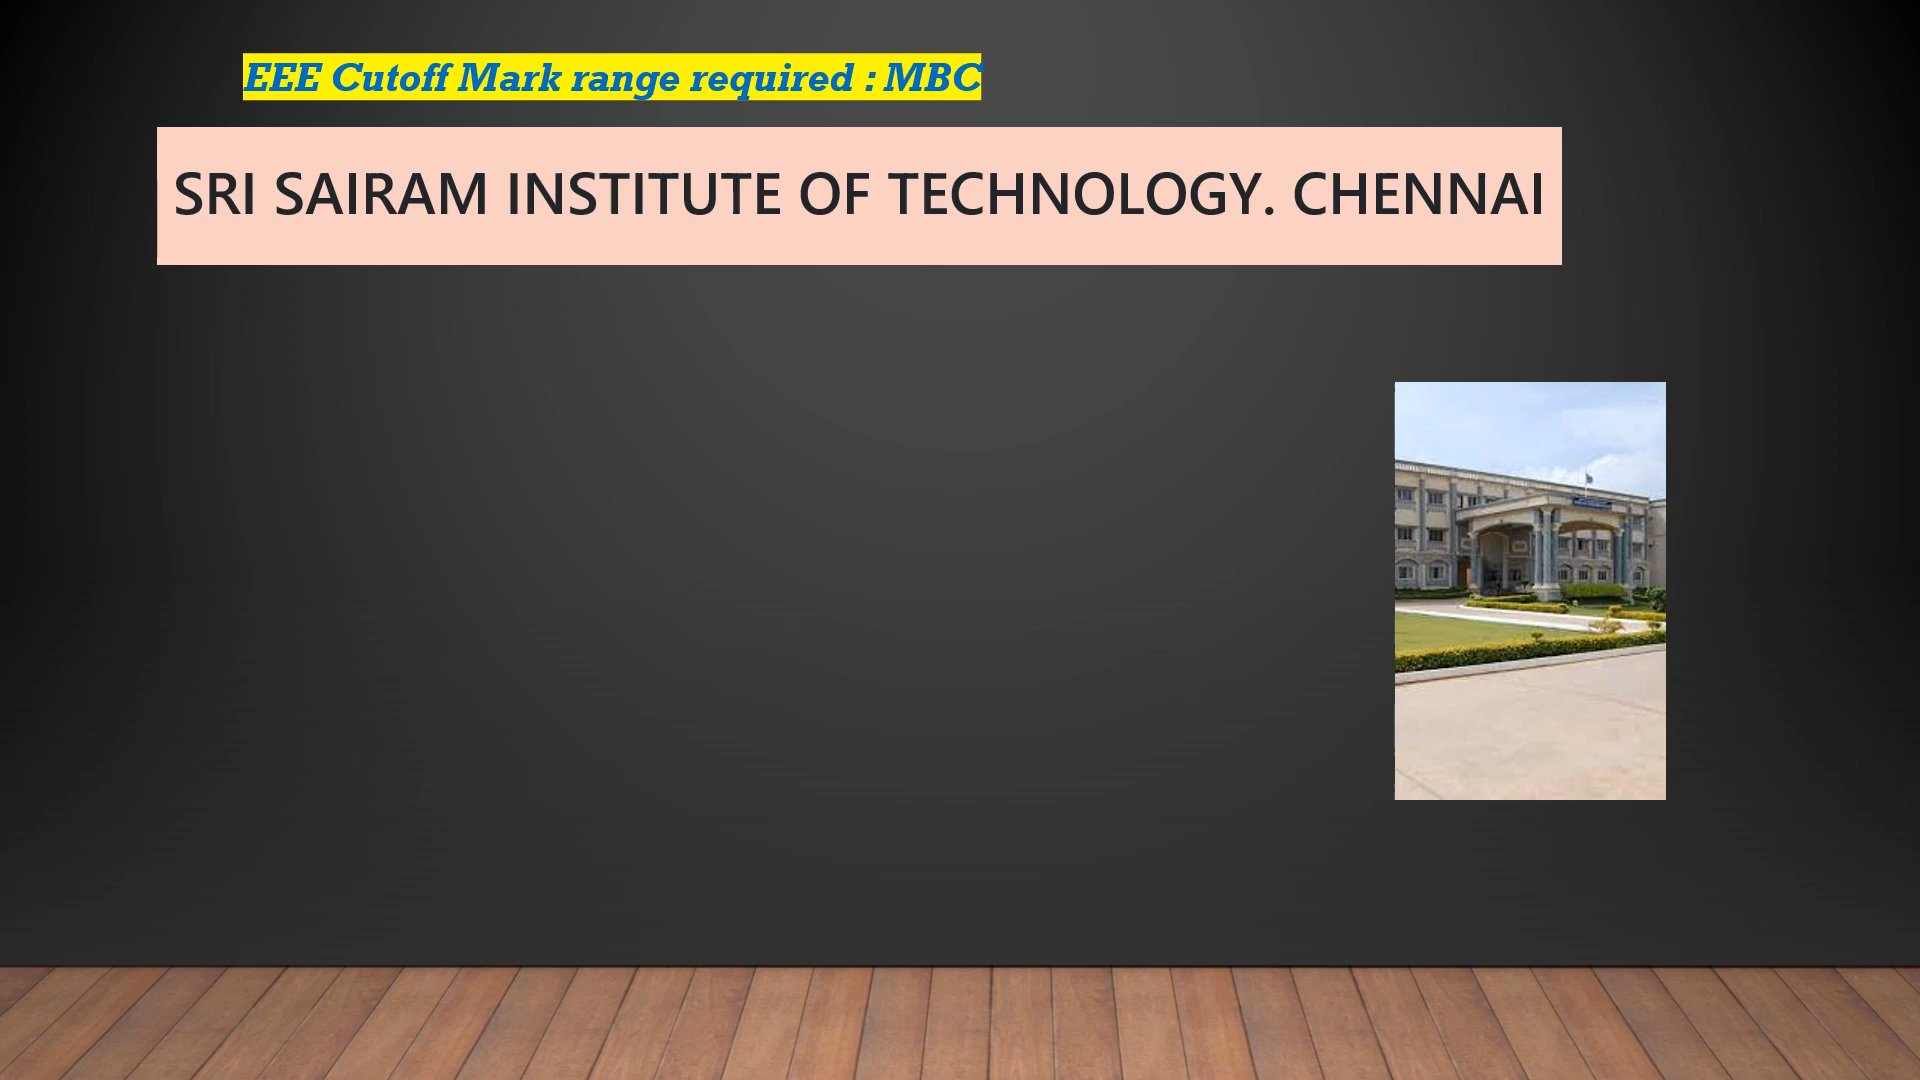 EEE Cutoff Mark range required : MBC
SRI SAIRAM INSTITUTE OF TECHNOLOGY. CHENNAI